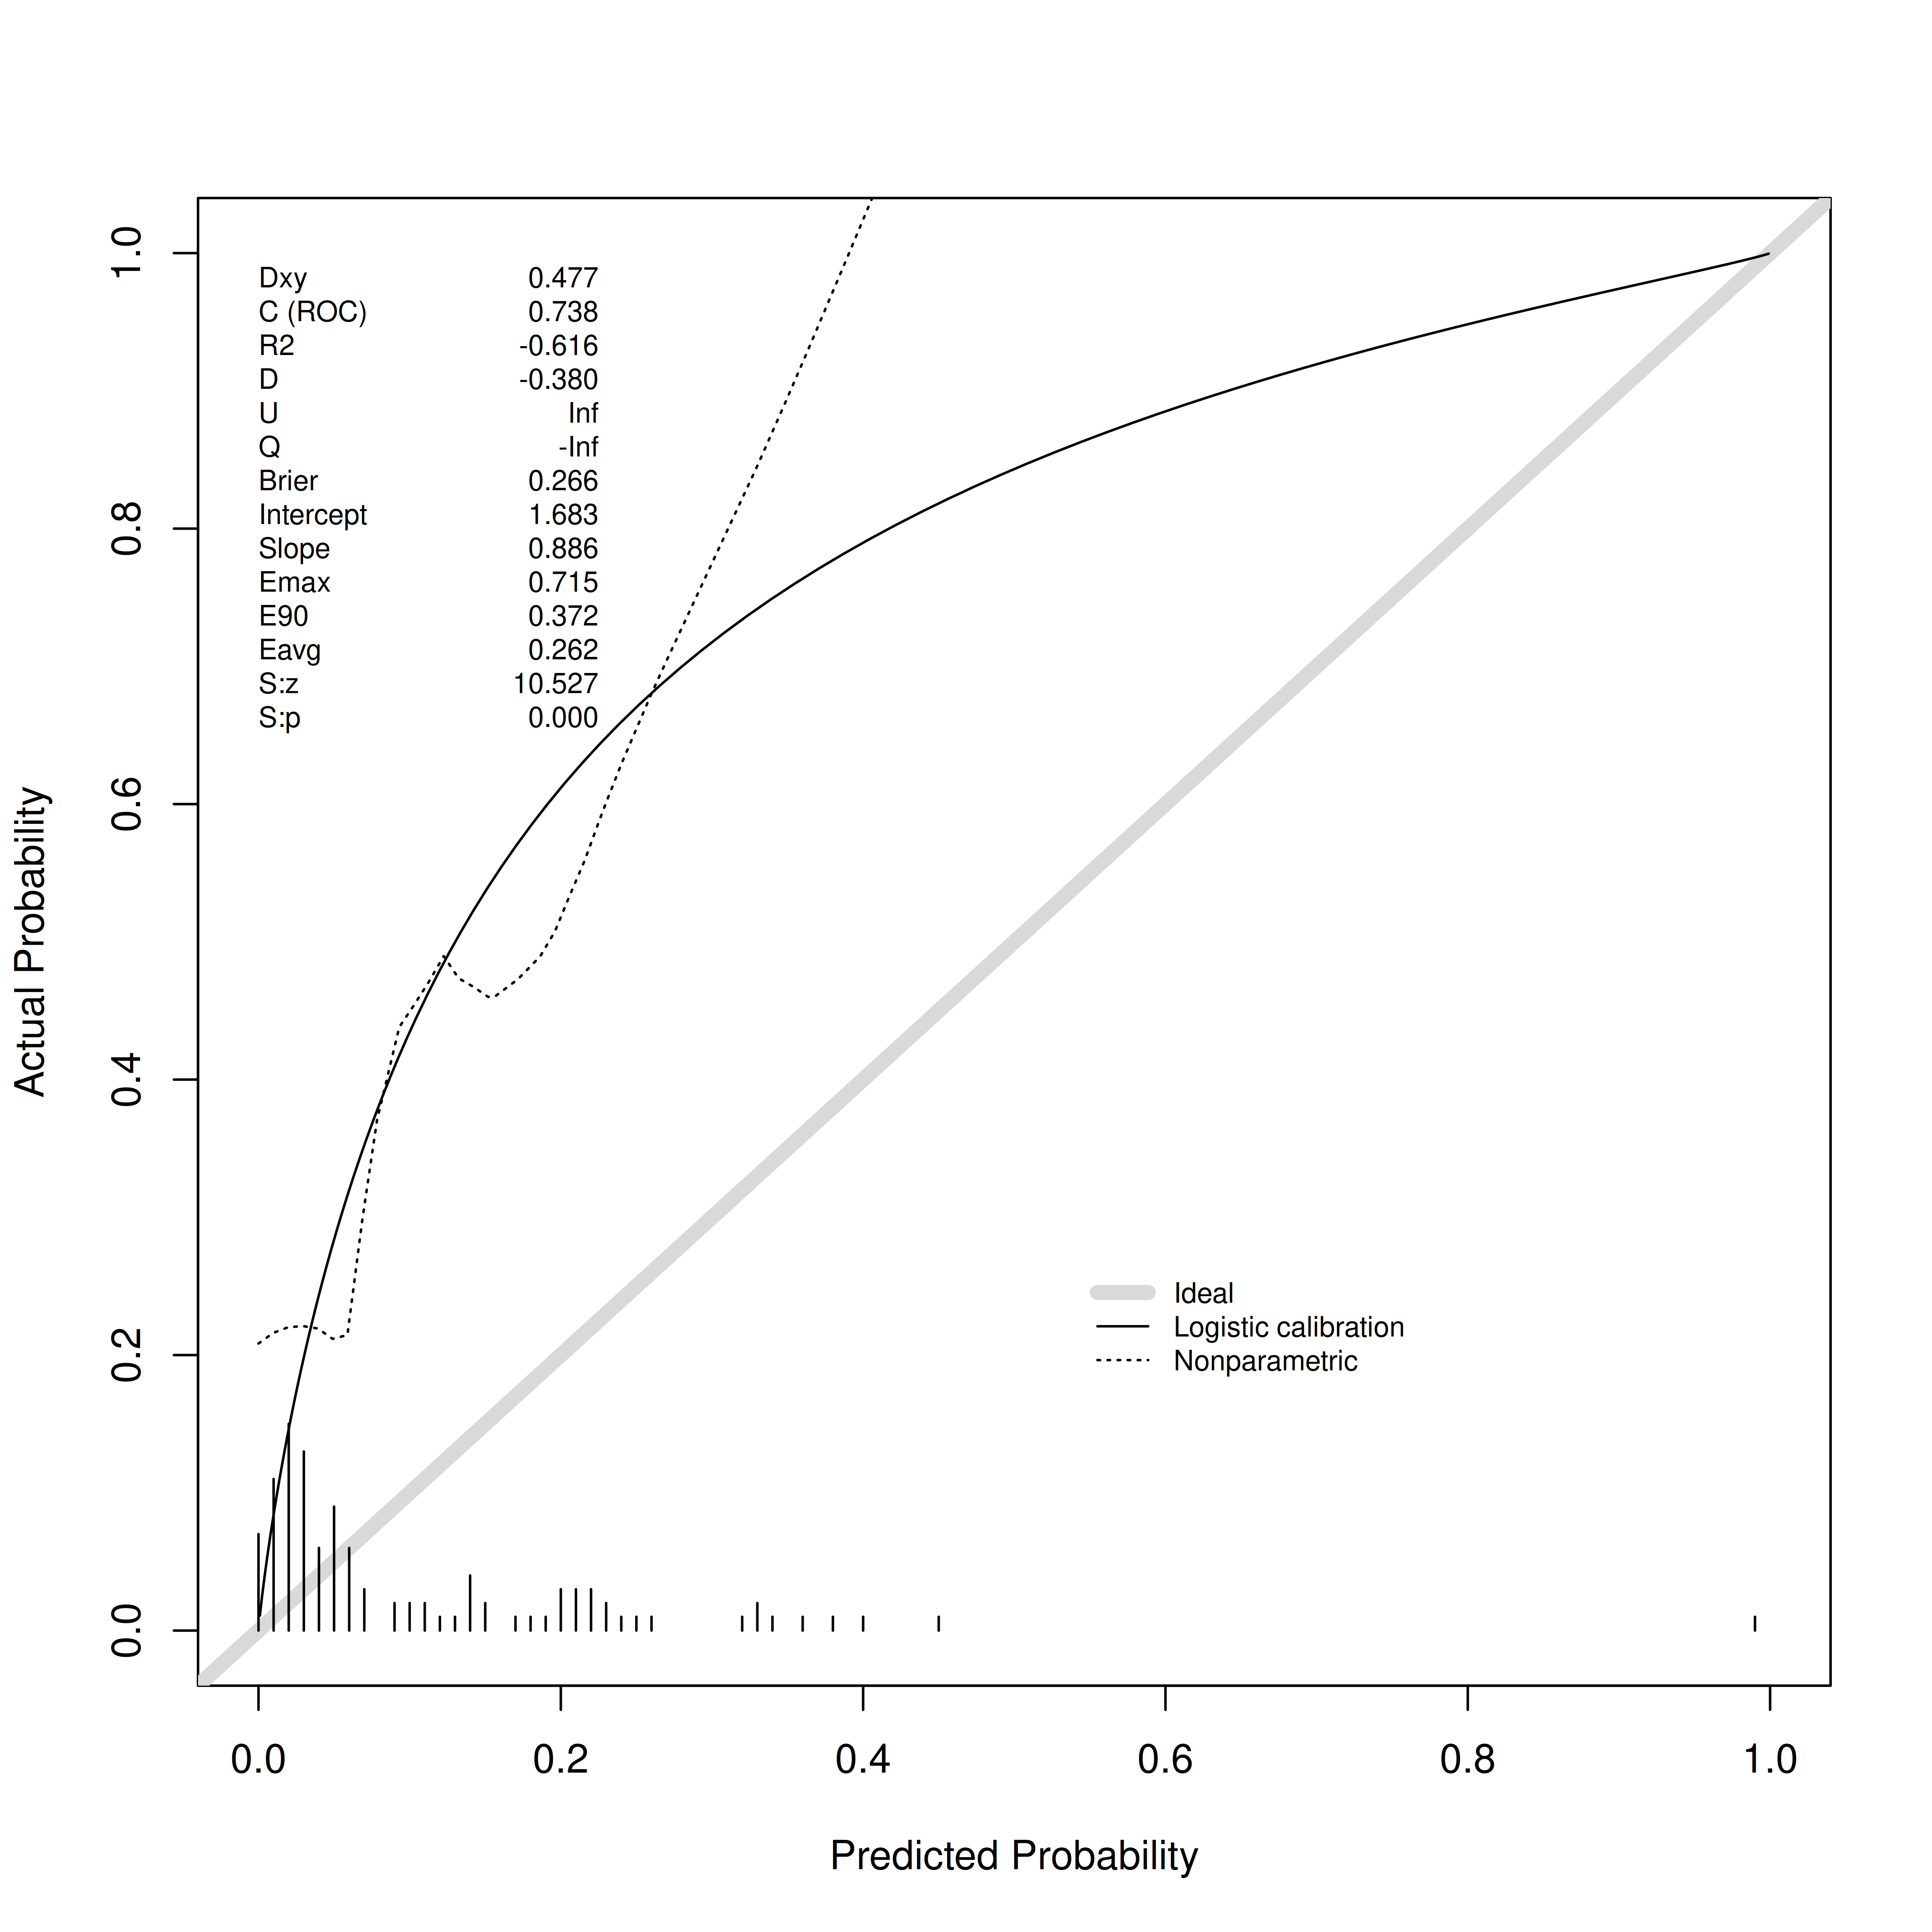 Dxy 0.477
C (ROC) 0.738
R2 -0.616
D -0.380
U Inf
Q -Inf
Brier 0.266
Intercept 1.683
Slope 0.886
Emax 0.715
E90 0.372
Eavg 0.262
S:z 10.527
S:p 0.000
Actual Probability
1.0
0.8
0.6
0.4
0.2
0.0
Ideal
Logistic calibration
Nonparametric
0.0 0.2 0.4 0.6 0.8 1.0
Predicted Probability